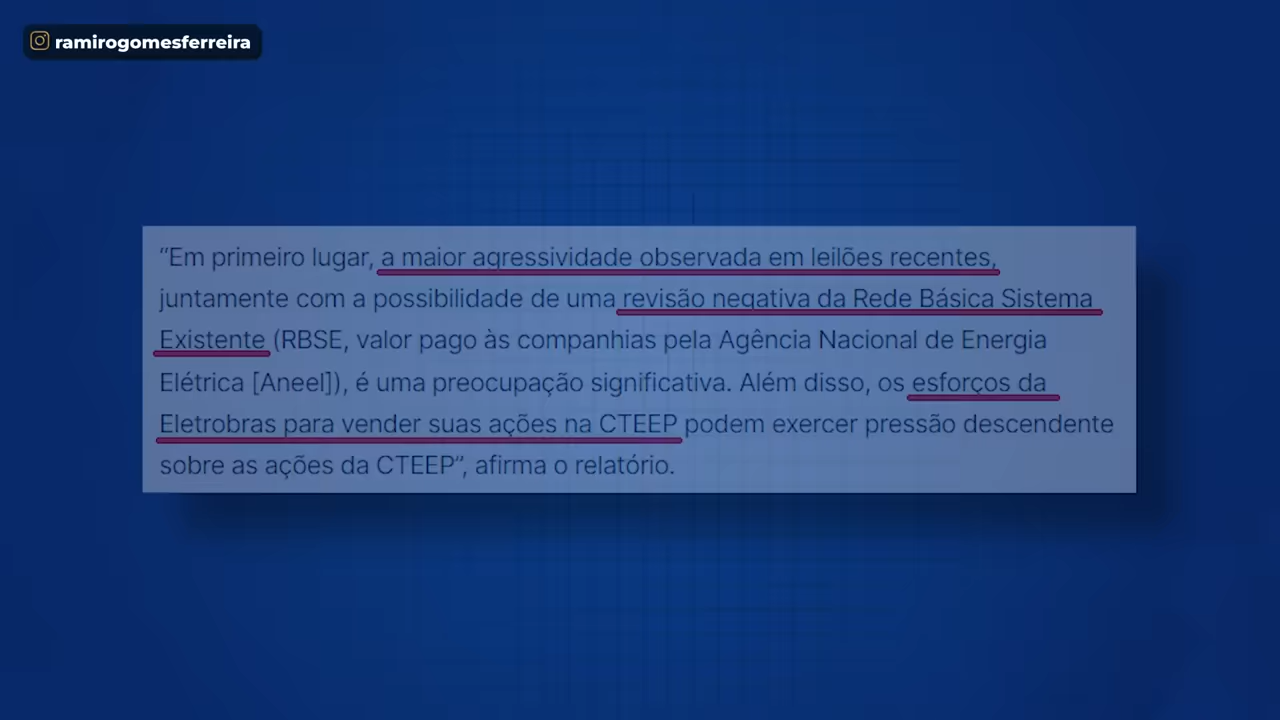 ramirogomesferreira
“Em primeiro lugar, a maior agressividade observada em leilões recentes,
juntamente com a possibilidade de uma revisão negativa da Rede Básica Sistema
Existente (RBSE, valor pago às companhias pela Agência Nacional de Energia
Elétrica [Aneel]), é uma preocupação significativa. Além disso, os esforços da
Eletrobras para vender suas ações na CTEEP podem exercer pressão descendente
sobre as ações da CTEEP”, afirma o relatório.